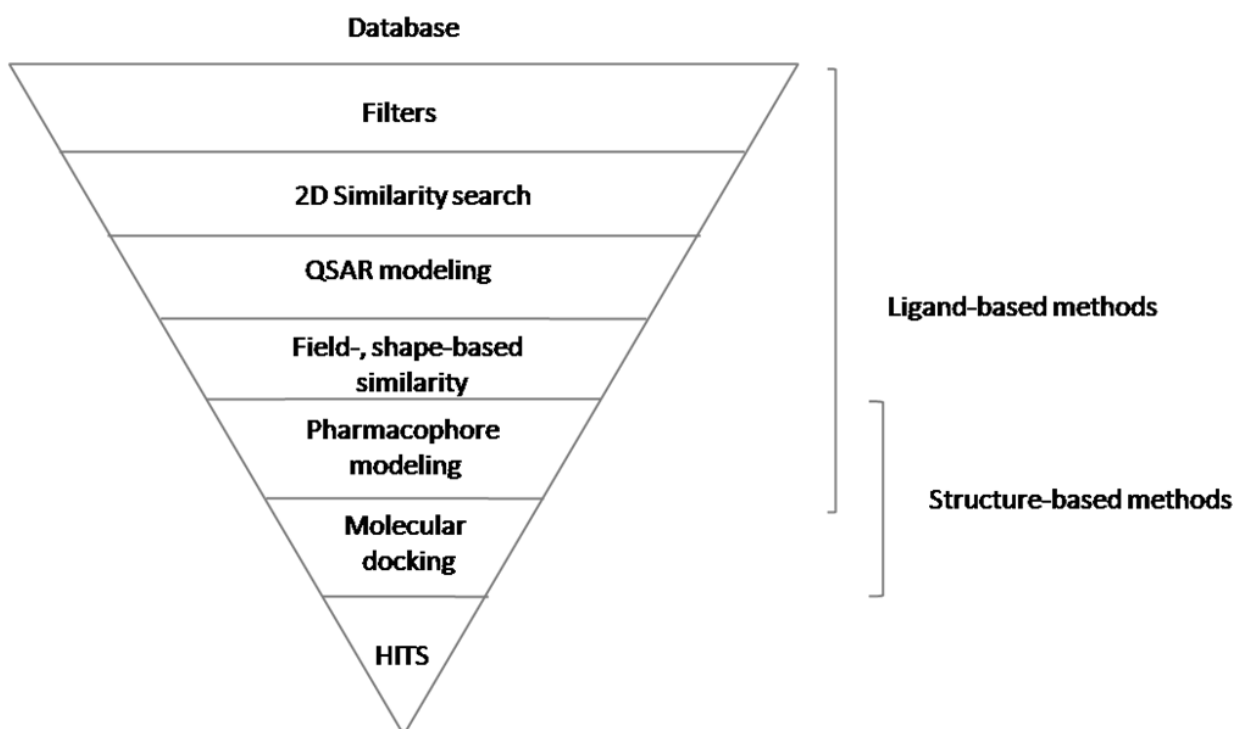 Database
Filters
2D Similarity search
QSAR modeling
Field-, shape-based
similarity
Pharmacophore
modeling
Molecular
docking
HITS
Ligand-based methods
Structure-based methods